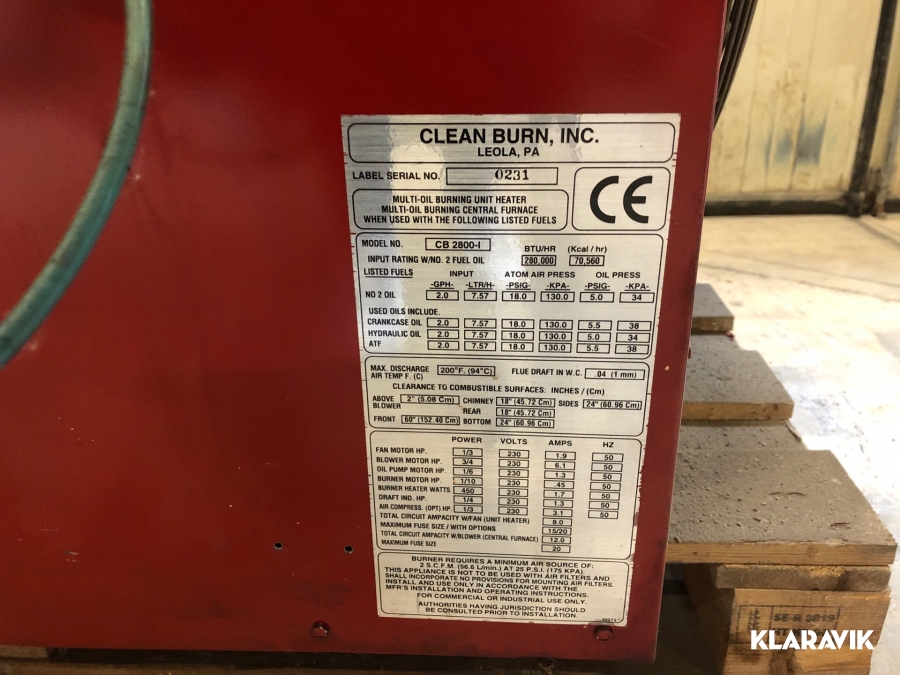 CLEAN BURN, INC.
LEOLA, PA
LABEL SERIAL NO. 0231
MULTI-OIL BURNING UNIT HEATER
MULTI-OIL BURNING CENTRAL FURNACE
WHEN USED WITH THE FOLLOWING LISTED FUELS
CE
MODEL NO. CB 2800-I BTU/HR (Kcal / hr)
INPUT RATING W/NO. 2 FUEL OIL 280,000 70,560
LISTED FUELS INPUT ATOM AIR PRESS OIL PRESS
-GPH- -LTR/H- -PSIG- -KPA- -PSIG- -KPA-
NO 2 OIL 2.0 7.57 18.0 130.0 5.0 34
USED OILS INCLUDE.
CRANKCASE OIL 2.0 7.57 18.0 130.0 5.5 38
HYDRAULIC OIL 2.0 7.57 18.0 130.0 5.0 34
ATF 2.0 7.57 18.0 130.0 5.5 38
MAX. DISCHARGE
AIR TEMP F. (C) 200°F. (94°C) FLUE DRAFT IN W.C. .04 (1 mm)
CLEARANCE TO COMBUSTIBLE SURFACES: INCHES / (Cm)
ABOVE BLOWER 2" (5.08 Cm) CHIMNEY 18" (45.72 Cm) SIDES 24" (60.96 Cm)
REAR 18" (45.72 Cm)
FRONT 60" (152.40 Cm) BOTTOM 24" (60.96 Cm)
POWER VOLTS AMPS HZ
FAN MOTOR HP. 1/3 230 1.9 50
BLOWER MOTOR HP. 3/4 230 6.1 50
OIL PUMP MOTOR HP. 1/6 230 1.3 50
BURNER MOTOR HP. 1/10 230 .45 50
BURNER HEATER WATTS 450 230 1.7 50
DRAFT IND. HP. 1/4 230 1.3 50
AIR COMPRESS. (OPT) HP. 1/3 230 3.1 50
TOTAL CIRCUIT AMPACITY W/FAN (UNIT HEATER) 8.0
MAXIMUM FUSE SIZE / WITH OPTIONS 15/20
TOTAL CIRCUIT AMPACITY W/BLOWER (CENTRAL FURNACE) 12.0
MAXIMUM FUSE SIZE 20
BURNER REQUIRES A MINIMUM AIR SOURCE OF:
2 S.C.F.M. (56.6 L/min.) AT 25 P.S.I. (175 KPA).
THIS APPLIANCE IS NOT TO BE USED WITH AIR FILTERS AND
SHALL INCORPORATE NO PROVISIONS FOR MOUNTING AIR FILTERS.
INSTALL AND USE ONLY IN ACCORDANCE WITH THE
MFR'S INSTALLATION AND OPERATING INSTRUCTIONS.
FOR COMMERCIAL OR INDUSTRIAL USE ONLY.
AUTHORITIES HAVING JURISDICTION SHOULD
BE CONSULTED PRIOR TO INSTALLATION.
KLARAVIK